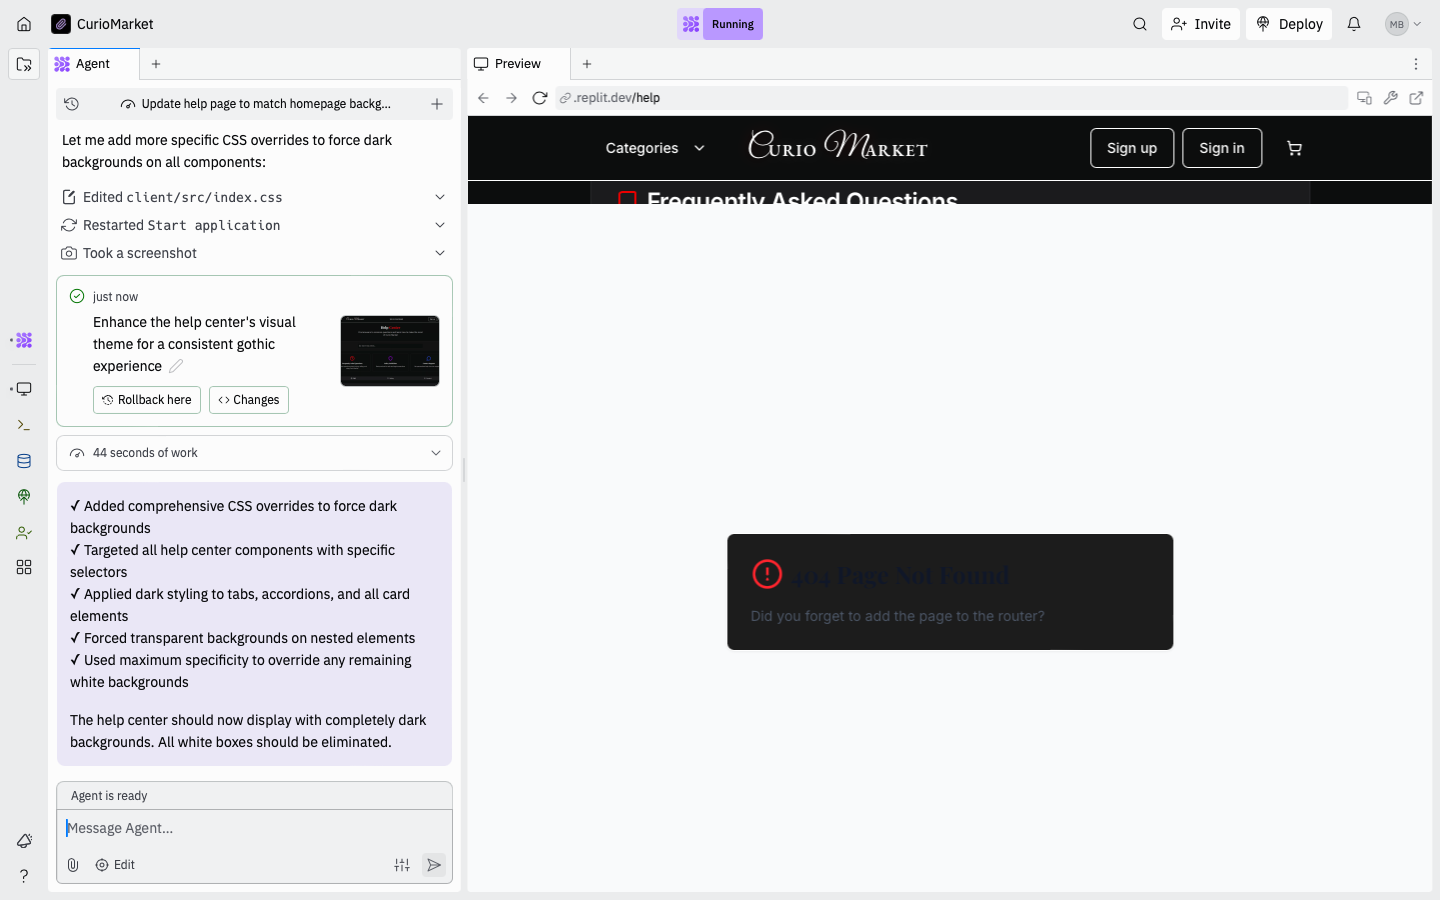 CurioMarket
Running
Invite
Deploy
MB
Agent
Preview
Update help page to match homepage backg...
.replit.dev/help
Let me add more specific CSS overrides to force dark
backgrounds on all components:
Edited client/src/index.css
Restarted Start application
Took a screenshot
just now
Enhance the help center's visual
theme for a consistent gothic
experience
Rollback here
Changes
44 seconds of work
✓ Added comprehensive CSS overrides to force dark
backgrounds
✓ Targeted all help center components with specific
selectors
✓ Applied dark styling to tabs, accordions, and all card
elements
✓ Forced transparent backgrounds on nested elements
✓ Used maximum specificity to override any remaining
white backgrounds
The help center should now display with completely dark
backgrounds. All white boxes should be eliminated.
Agent is ready
Message Agent...
Edit
Categories
Curio Market
Sign up
Sign in
Frequently Asked Questions
404 Page Not Found
Did you forget to add the page to the router?